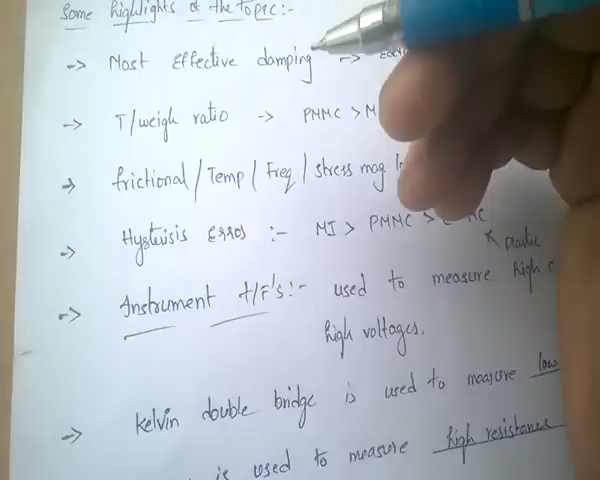 Some highlights of the topic:-
-> Most Effective damping ->
-> T/weigh ratio -> PMMC > M
-> frictional / Temp / Freq / stress mag
-> Hysterisis Erros :- MI > PMMC >
plastic
-> Instrument t/F's:- used to measure high
high voltages.
-> Kelvin double bridge is used to measure low
is used to measure high resistance